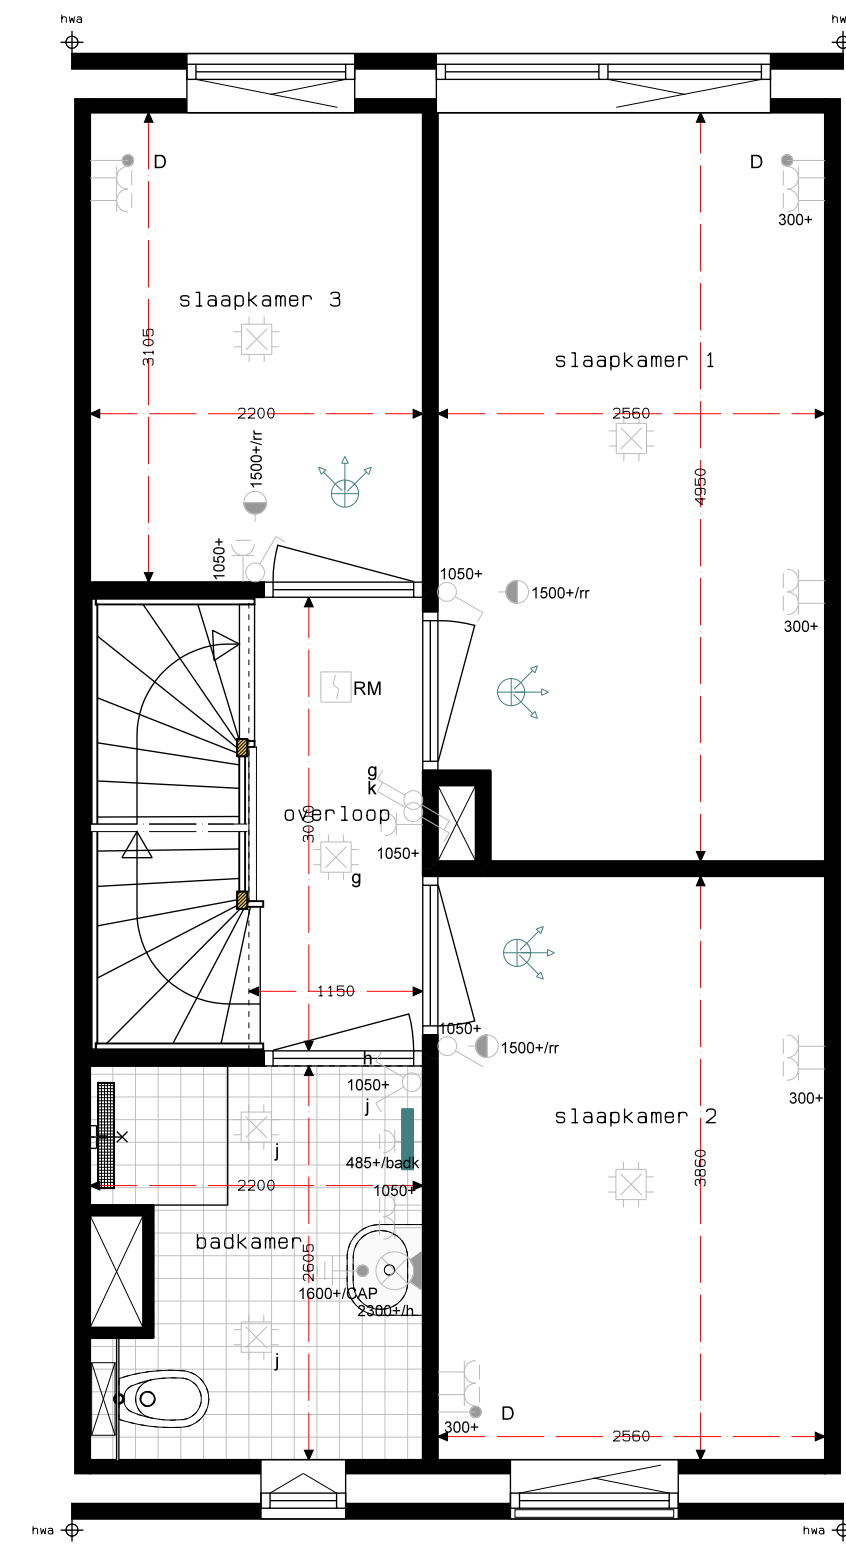 hwa
hwa
D
D
300+
slaapkamer 3
3105
slaapkamer 1
2200
2560
1500+/rr
4950
1050+
1050+
1500+/rr
300+
RM
g
k
overloop
3000
1050+
g
1150
1050+
1500+/rr
h
1050+
j
300+
slaapkamer 2
j
485+/badk
3860
2200
1050+
badkamer
2605
1600+/CAP
2300+/h
j
D
300+
2560
hwa
hwa